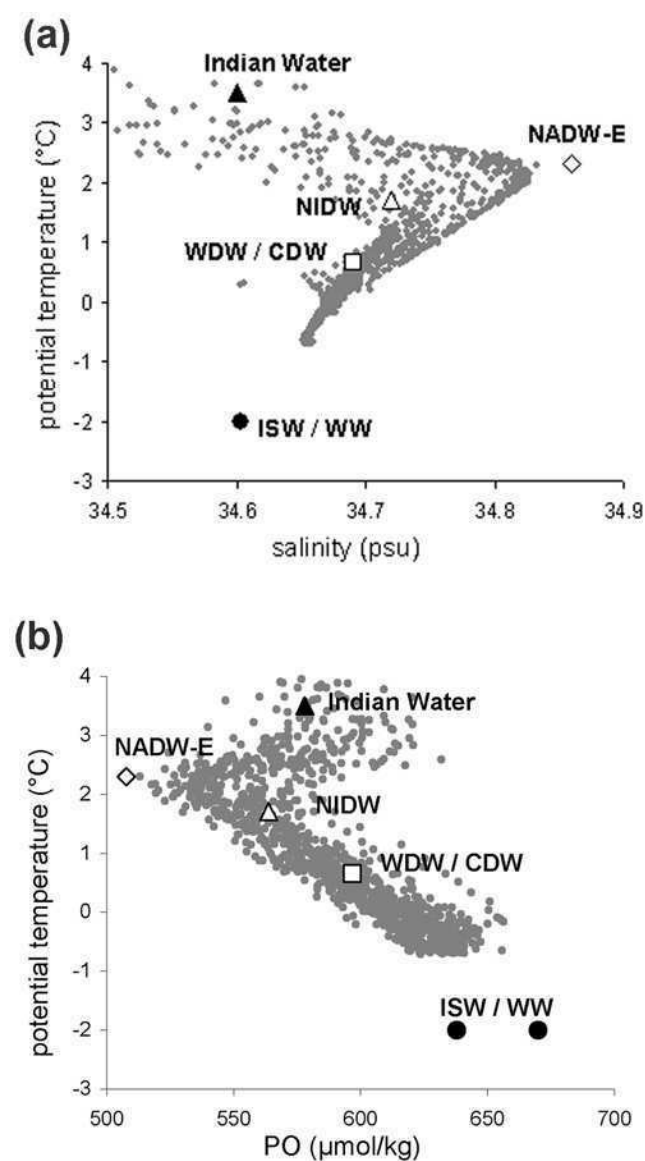 (a)
Indian Water
NADW-E
NIDW
WDW / CDW
ISW / WW
potential temperature (°C)
4
3
2
1
0
-1
-2
-3
34.5 34.6 34.7 34.8 34.9
salinity (psu)
(b)
Indian Water
NADW-E
NIDW
WDW / CDW
ISW / WW
potential temperature (°C)
4
3
2
1
0
-1
-2
-3
500 550 600 650 700
PO (µmol/kg)